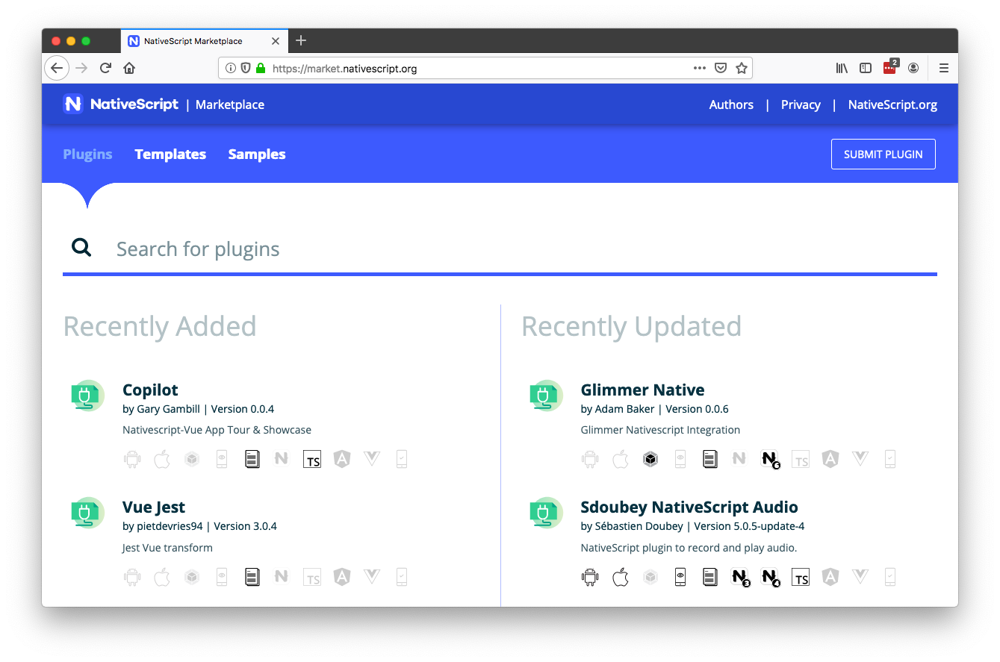 NativeScript Marketplace
https://market.nativescript.org
2
NativeScript | Marketplace
Authors | Privacy | NativeScript.org
Plugins Templates Samples
SUBMIT PLUGIN
Search for plugins
Recently Added
Copilot
by Gary Gambill | Version 0.0.4
Nativescript-Vue App Tour & Showcase
TS
Vue Jest
by pietdevries94 | Version 3.0.4
Jest Vue transform
TS
Recently Updated
Glimmer Native
by Adam Baker | Version 0.0.6
Glimmer Nativescript Integration
TS
Sdoubey NativeScript Audio
by Sébastien Doubey | Version 5.0.5-update-4
NativeScript plugin to record and play audio.
TS